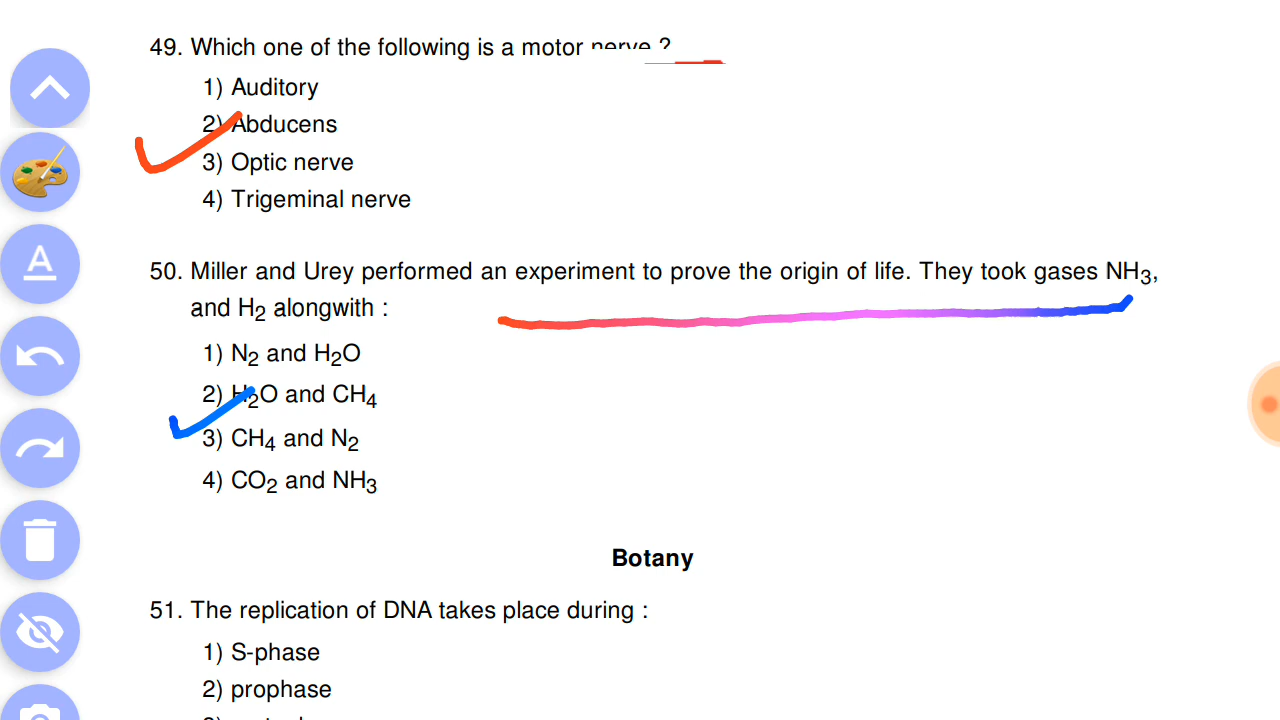 49. Which one of the following is a motor nerve ?
1) Auditory
2) Abducens
3) Optic nerve
4) Trigeminal nerve
50. Miller and Urey performed an experiment to prove the origin of life. They took gases NH3,
and H2 alongwith :
1) N2 and H2O
2) H2O and CH4
3) CH4 and N2
4) CO2 and NH3
Botany
51. The replication of DNA takes place during :
1) S-phase
2) prophase